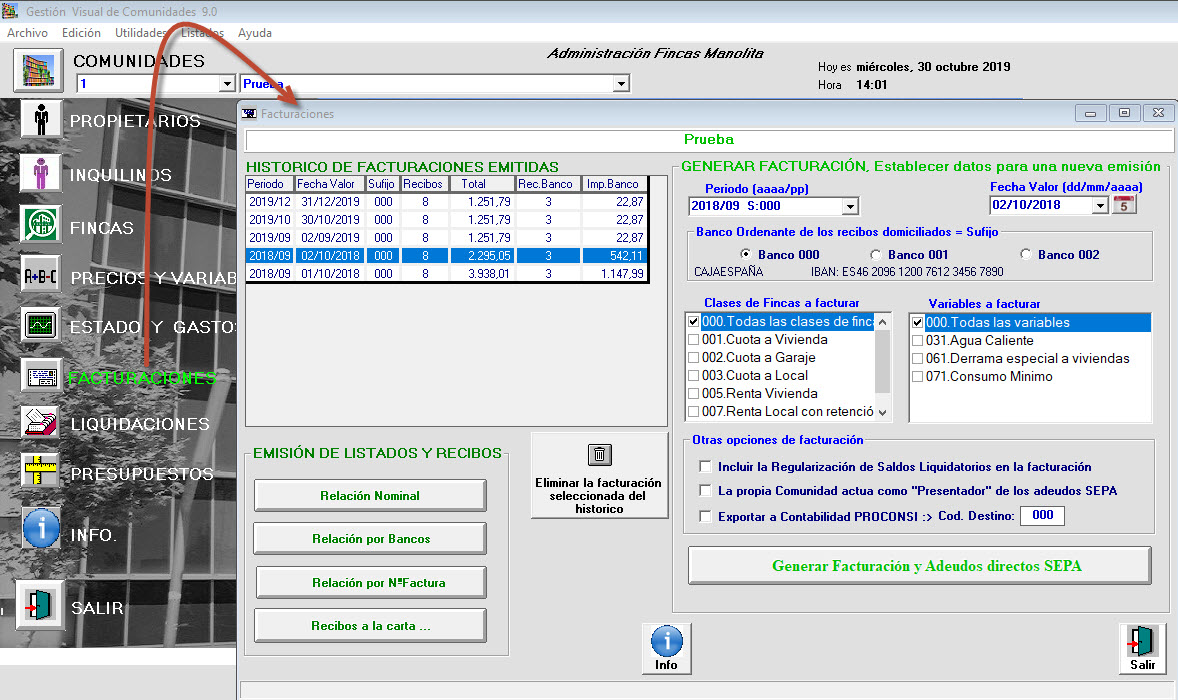 Gestión Visual de Comunidades 9.0
Archivo Edición Utilidades Listados Ayuda
COMUNIDADES
1
Prueba
Administración Fincas Manolita
Hoy es miércoles, 30 octubre 2019
Hora 14:01
PROPIETARIOS
INQUILINOS
FINCAS
A+B-C
PRECIOS Y VARIAB
ESTADO Y GASTO
FACTURACIONES
LIQUIDACIONES
PRESUPUESTOS
INFO.
SALIR
Facturaciones
Prueba
HISTORICO DE FACTURACIONES EMITIDAS
Periodo Fecha Valor Sufijo Recibos Total Rec.Banco Imp.Banco
2019/12 31/12/2019 000 8 1.251,79 3 22,87
2019/10 30/10/2019 000 8 1.251,79 3 22,87
2019/09 02/09/2019 000 8 1.251,79 3 22,87
2018/09 02/10/2018 000 8 2.295,05 3 542,11
2018/09 01/10/2018 000 8 3.938,01 3 1.147,99
EMISIÓN DE LISTADOS Y RECIBOS
Relación Nominal
Relación por Bancos
Relación por NªFactura
Recibos a la carta ...
Eliminar la facturación
seleccionada del
historico
GENERAR FACTURACIÓN, Establecer datos para una nueva emisión
Periodo (aaaa/pp)
2018/09 S:000
Fecha Valor (dd/mm/aaaa)
02/10/2018
5
Banco Ordenante de los recibos domiciliados = Sufijo
Banco 000 Banco 001 Banco 002
CAJAESPAÑA IBAN: ES46 2096 1200 7612 3456 7890
Clases de Fincas a facturar
000.Todas las clases de finc
001.Cuota a Vivienda
002.Cuota a Garaje
003.Cuota a Local
005.Renta Vivienda
007.Renta Local con retenció
Variables a facturar
000.Todas las variables
031.Agua Caliente
061.Derrama especial a viviendas
071.Consumo Minimo
Otras opciones de facturación
Incluir la Regularización de Saldos Liquidatorios en la facturación
La propia Comunidad actua como "Presentador" de los adeudos SEPA
Exportar a Contabilidad PROCONSI :> Cod. Destino: 000
Generar Facturación y Adeudos directos SEPA
Info
Salir